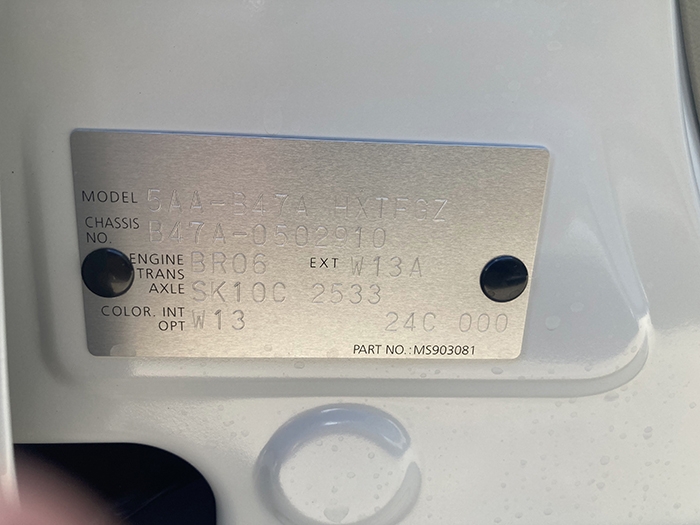 MODEL 5AA-B47A HXTFGZ
CHASSIS NO. B47A-0502910
ENGINE BR06 EXT W13A
TRANS AXLE SK10C 2533
COLOR. INT OPT W13 24C 000
PART NO.: MS903081